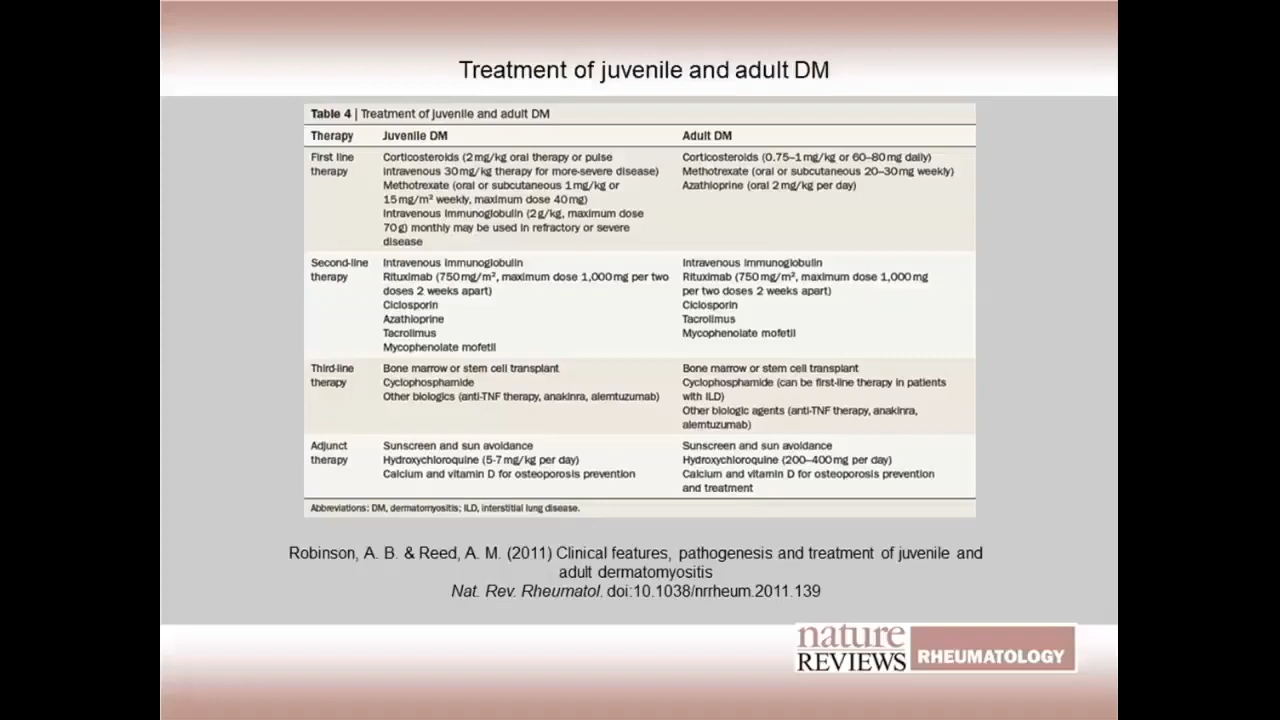 Treatment of juvenile and adult DM
Table 4 | Treatment of juvenile and adult DM
Therapy Juvenile DM Adult DM
First line therapy
Corticosteroids (2 mg/kg oral therapy or pulse
intravenous 30 mg/kg therapy for more-severe disease)
Methotrexate (oral or subcutaneous 1 mg/kg or
15 mg/m² weekly, maximum dose 40 mg)
Intravenous immunoglobulin (2 g/kg, maximum dose
70 g) monthly may be used in refractory or severe
disease
Corticosteroids (0.75–1 mg/kg or 60–80 mg daily)
Methotrexate (oral or subcutaneous 20–30 mg weekly)
Azathioprine (oral 2 mg/kg per day)
Second-line
therapy
Intravenous immunoglobulin
Rituximab (750 mg/m², maximum dose 1,000 mg per two
doses 2 weeks apart)
Ciclosporin
Azathioprine
Tacrolimus
Mycophenolate mofetil
Intravenous immunoglobulin
Rituximab (750 mg/m², maximum dose 1,000 mg
per two doses 2 weeks apart)
Ciclosporin
Tacrolimus
Mycophenolate mofetil
Third-line
therapy
Bone marrow or stem cell transplant
Cyclophosphamide
Other biologics (anti-TNF therapy, anakinra, alemtuzumab)
Bone marrow or stem cell transplant
Cyclophosphamide (can be first-line therapy in patients
with ILD)
Other biologic agents (anti-TNF therapy, anakinra,
alemtuzumab)
Adjunct
therapy
Sunscreen and sun avoidance
Hydroxychloroquine (5-7 mg/kg per day)
Calcium and vitamin D for osteoporosis prevention
Sunscreen and sun avoidance
Hydroxychloroquine (200–400 mg per day)
Calcium and vitamin D for osteoporosis prevention
and treatment
Abbreviations: DM, dermatomyositis; ILD, interstitial lung disease.
Robinson, A. B. & Reed, A. M. (2011) Clinical features, pathogenesis and treatment of juvenile and
adult dermatomyositis
Nat. Rev. Rheumatol. doi:10.1038/nrrheum.2011.139
nature
REVIEWS RHEUMATOLOGY